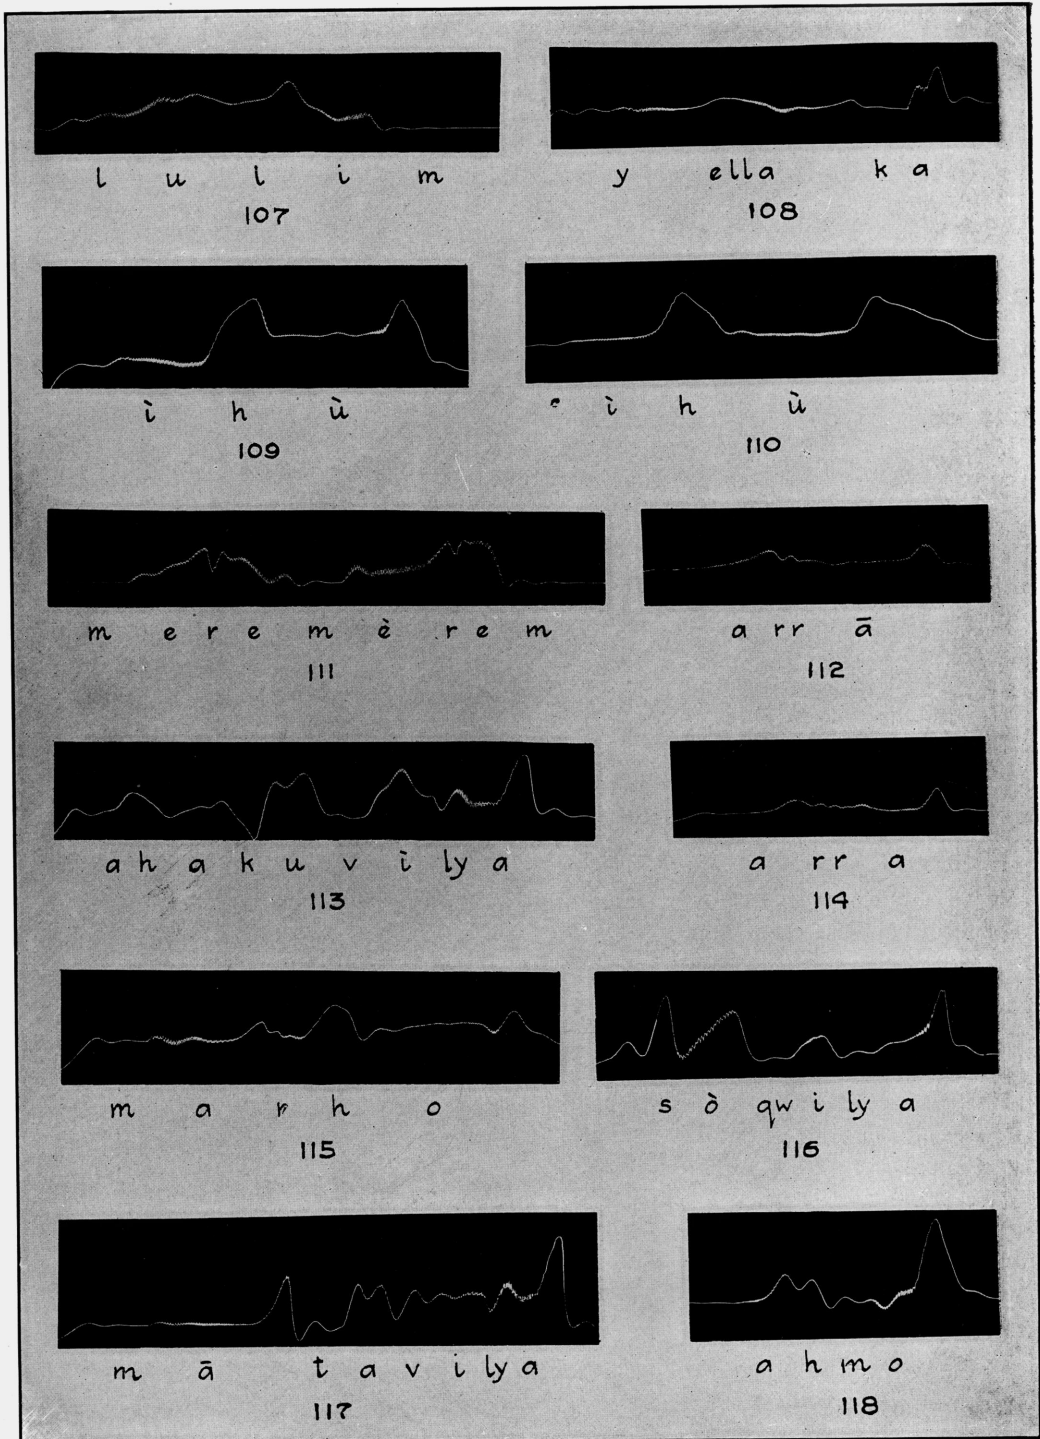 l u l i m
107
y ella k a
108
ì h ù
109
ì h ù
110
m e r e m è r e m
111
a rr ā
112
a h a k u v ì ly a
113
a rr a
114
m a r h o
115
s ò qw i ly a
116
m ā t a v i ly a
117
a h m o
118